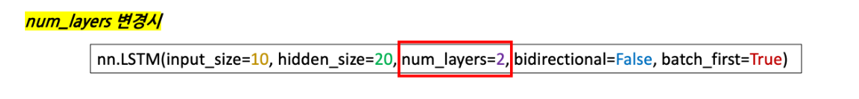 num_layers 변경시
nn.LSTM(input_size=10, hidden_size=20, num_layers=2, bidirectional=False, batch_first=True)